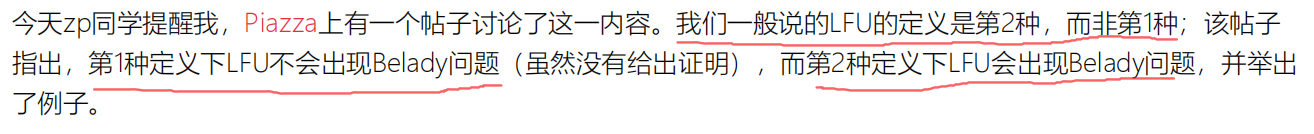 今天zp同学提醒我，Piazza上有一个帖子讨论了这一内容。我们一般说的LFU的定义是第2种，而非第1种；该帖子
指出，第1种定义下LFU不会出现Belady问题（虽然没有给出证明），而第2种定义下LFU会出现Belady问题，并举出
了例子。